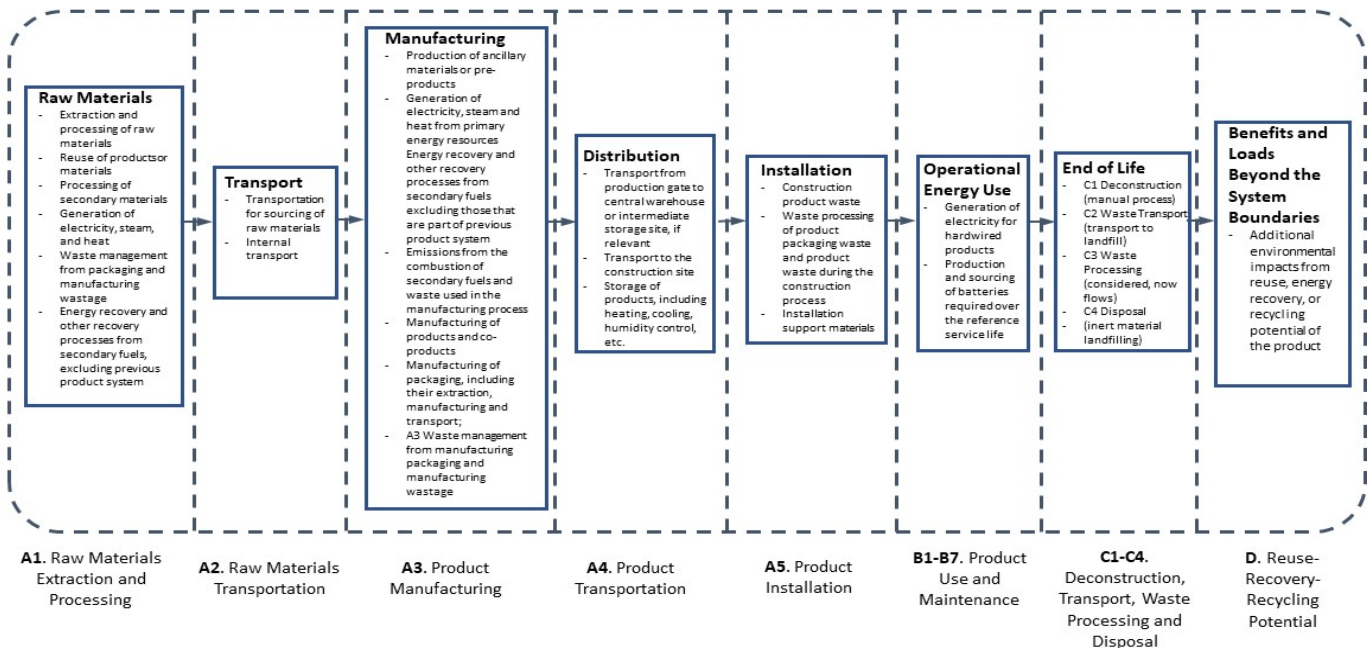 Raw Materials
- Extraction and
processing of raw
materials
- Reuse of productsor
materials
- Processing of
secondary materials
- Generation of
electricity, steam,
and heat
- Waste management
from packaging and
manufacturing
wastage
- Energy recovery and
other recovery
processes from
secondary fuels,
excluding previous
product system
Transport
- Transportation
for sourcing of
raw materials
- Internal
transport
Manufacturing
- Production of ancillary
materials or pre-
products
- Generation of
electricity, steam and
heat from primary
energy resources
Energy recovery and
other recovery
processes from
secondary fuels
excluding those that
are part of previous
product system
- Emissions from the
combustion of
secondary fuels and
waste used in the
manufacturing process
- Manufacturing of
products and co-
products
- Manufacturing of
packaging, including
their extraction,
manufacturing and
transport;
- A3 Waste management
from manufacturing
packaging and
manufacturing
wastage
Distribution
- Transport from
production gate to
central warehouse
or intermediate
storage site, if
relevant
- Transport to the
construction site
- Storage of
products, including
heating, cooling,
humidity control,
etc.
Installation
- Construction
product waste
- Waste processing
of product
packaging waste
and product
waste during the
construction
process
- Installation
support materials
Operational
Energy Use
- Generation of
electricity for
hardwired
products
- Production
and sourcing
of batteries
required over
the reference
service life
End of Life
- C1 Deconstruction
(manual process)
- C2 Waste Transport
(transport to
landfill)
- C3 Waste
Processing
(considered, now
flows)
- C4 Disposal
- (inert material
landfilling)
Benefits and
Loads
Beyond the
System
Boundaries
- Additional
environmental
impacts from
reuse, energy
recovery, or
recycling
potential of
the product
A1. Raw Materials
Extraction and
Processing
A2. Raw Materials
Transportation
A3. Product
Manufacturing
A4. Product
Transportation
A5. Product
Installation
B1-B7. Product
Use and
Maintenance
C1-C4.
Deconstruction,
Transport, Waste
Processing and
Disposal
D. Reuse-
Recovery-
Recycling
Potential